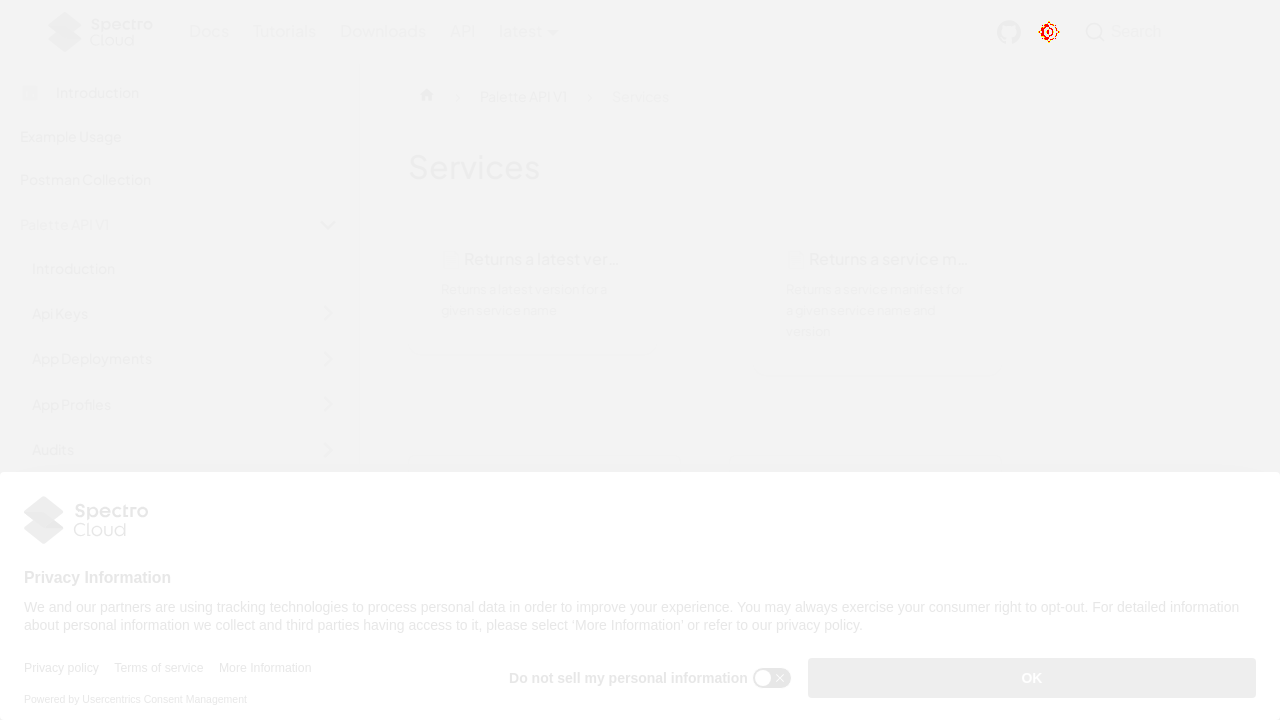 Spectro
Cloud
Docs
Tutorials
Downloads
API
latest
Search
Introduction
Example Usage
Postman Collection
Palette API V1
Introduction
Api Keys
App Deployments
App Profiles
Audits
Palette API V1
Services
Services
Returns a latest ver...
Returns a latest version for a
given service name
Returns a service m...
Returns a service manifest for
a given service name and
version
Spectro
Cloud
Privacy Information
We and our partners are using tracking technologies to process personal data in order to improve your experience. You may always exercise your consumer right to opt-out. For detailed information
about personal information we collect and third parties having access to it, please select 'More Information' or refer to our privacy policy.
Privacy policy
Terms of service
More Information
Do not sell my personal information
OK
Powered by Usercentrics Consent Management